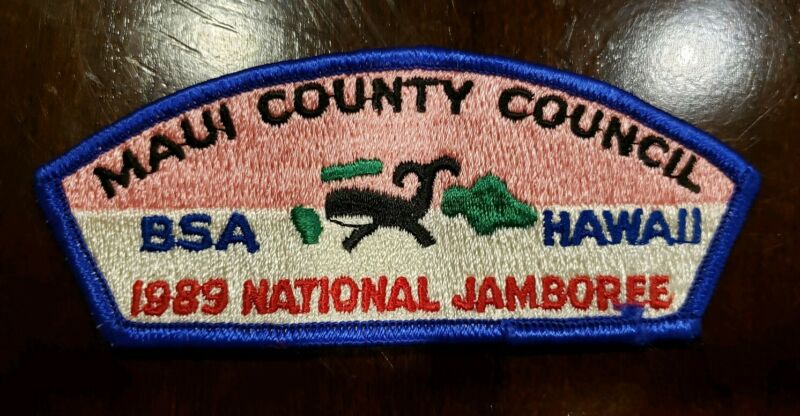 MAUI COUNTY COUNCIL
BSA HAWAII
1989 NATIONAL JAMBOREE